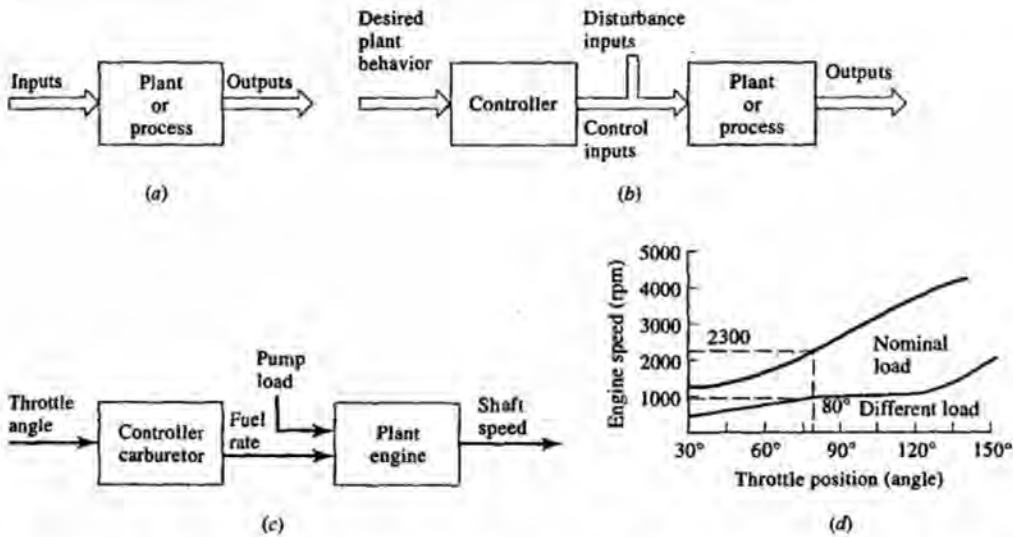 Inputs
Plant
or
process
Outputs
(a)
Desired
plant
behavior
Controller
Disturbance
inputs
Control
inputs
Plant
or
process
Outputs
(b)
Throttle
angle
Controller
carburetor
Fuel
rate
Pump
load
Plant
engine
Shaft
speed
(c)
Engine speed (rpm)
5000
4000
3000
2000
1000
2300
Nominal
load
80° Different load
30° 60° 90° 120° 150°
Throttle position (angle)
(d)